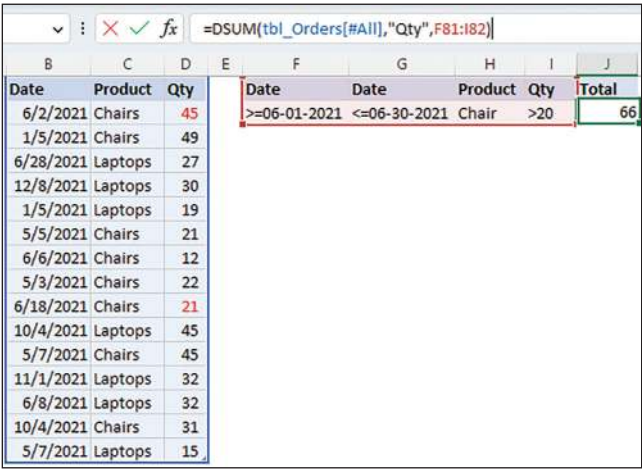 fx =DSUM(tbl_Orders[#All],"Qty",F81:I82)
B C D E F G H I J
Date Product Qty Date Date Product Qty Total
6/2/2021 Chairs 45 >=06-01-2021 <=06-30-2021 Chair >20 66
1/5/2021 Chairs 49
6/28/2021 Laptops 27
12/8/2021 Laptops 30
1/5/2021 Laptops 19
5/5/2021 Chairs 21
6/6/2021 Chairs 12
5/3/2021 Chairs 22
6/18/2021 Chairs 21
10/4/2021 Laptops 45
5/7/2021 Chairs 45
11/1/2021 Laptops 32
6/8/2021 Laptops 32
10/4/2021 Chairs 31
5/7/2021 Laptops 15